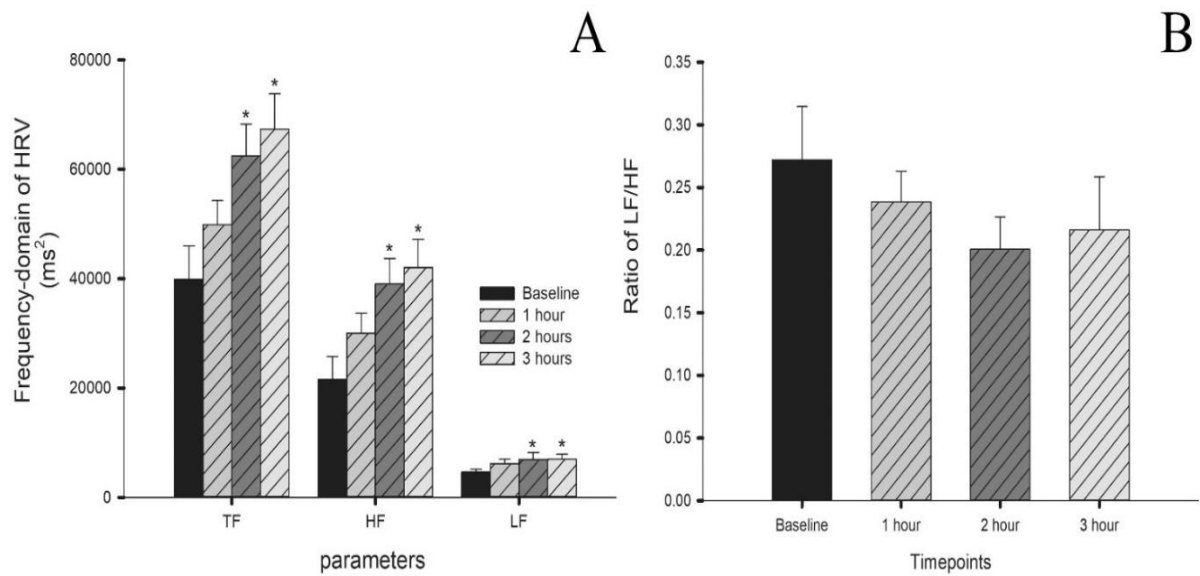 A
80000
60000
40000
20000
0
Frequency-domain of HRV
(ms²)
* *
* *
* *
Baseline
1 hour
2 hours
3 hours
TF HF LF
parameters
B
0.35
0.30
0.25
0.20
0.15
0.10
0.05
0.00
Ratio of LF/HF
Baseline 1 hour 2 hour 3 hour
Timepoints